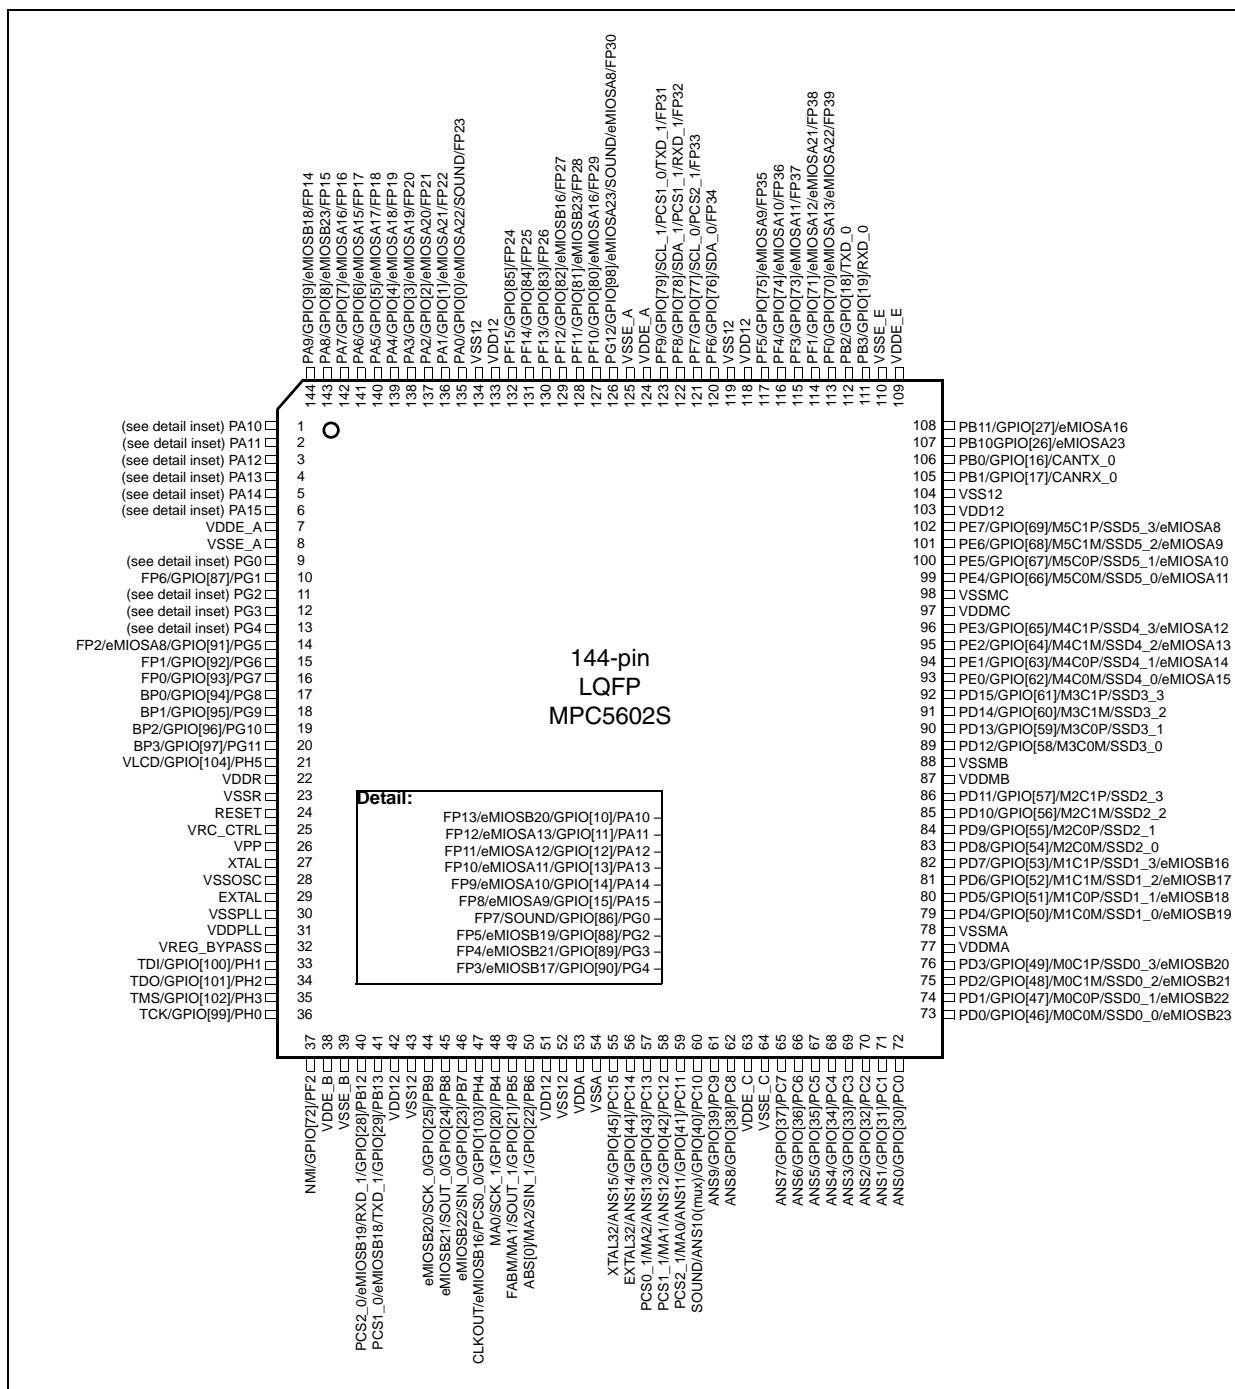 PA9/GPIO[9]/eMIOSB18/FP14
PA8/GPIO[8]/eMIOSB23/FP15
PA7/GPIO[7]/eMIOSA16/FP16
PA6/GPIO[6]/eMIOSA15/FP17
PA5/GPIO[5]/eMIOSA17/FP18
PA4/GPIO[4]/eMIOSA18/FP19
PA3/GPIO[3]/eMIOSA19/FP20
PA2/GPIO[2]/eMIOSA20/FP21
PA1/GPIO[1]/eMIOSA21/FP22
PA0/GPIO[0]/eMIOSA22/SOUND/FP23
VSS12
VDD12
PF15/GPIO[85]/FP24
PF14/GPIO[84]/FP25
PF13/GPIO[83]/FP26
PF12/GPIO[82]/eMIOSB16/FP27
PF11/GPIO[81]/eMIOSB23/FP28
PF10/GPIO[80]/eMIOSA16/FP29
PG12/GPIO[98]/eMIOSA23/SOUND/eMIOSA8/FP30
VSSE_A
VDDE_A
PF9/GPIO[79]/SCL_1/PCS1_0/TXD_1/FP31
PF8/GPIO[78]/SDA_1/PCS1_1/RXD_1/FP32
PF7/GPIO[77]/SCL_0/PCS2_1/FP33
PF6/GPIO[76]/SDA_0/FP34
VSS12
VDD12
PF5/GPIO[75]/eMIOSA9/FP35
PF4/GPIO[74]/eMIOSA10/FP36
PF3/GPIO[73]/eMIOSA11/FP37
PF1/GPIO[71]/eMIOSA12/eMIOSA21/FP38
PF0/GPIO[70]/eMIOSA13/eMIOSA22/FP39
PB2/GPIO[18]/TXD_0
PB3/GPIO[19]/RXD_0
VSSE_E
VDDE_E
144 143 142 141 140 139 138 137 136 135 134 133 132 131 130 129 128 127 126 125 124 123 122 121 120 119 118 117 116 115 114 113 112 111 110 109
(see detail inset) PA10 1
(see detail inset) PA11 2
(see detail inset) PA12 3
(see detail inset) PA13 4
(see detail inset) PA14 5
(see detail inset) PA15 6
VDDE_A 7
VSSE_A 8
(see detail inset) PG0 9
FP6/GPIO[87]/PG1 10
(see detail inset) PG2 11
(see detail inset) PG3 12
(see detail inset) PG4 13
FP2/eMIOSA8/GPIO[91]/PG5 14
FP1/GPIO[92]/PG6 15
FP0/GPIO[93]/PG7 16
BP0/GPIO[94]/PG8 17
BP1/GPIO[95]/PG9 18
BP2/GPIO[96]/PG10 19
BP3/GPIO[97]/PG11 20
VLCD/GPIO[104]/PH5 21
VDDR 22
VSSR 23
RESET 24
VRC_CTRL 25
VPP 26
XTAL 27
VSSOSC 28
EXTAL 29
VSSPLL 30
VDDPLL 31
VREG_BYPASS 32
TDI/GPIO[100]/PH1 33
TDO/GPIO[101]/PH2 34
TMS/GPIO[102]/PH3 35
TCK/GPIO[99]/PH0 36
144-pin
LQFP
MPC5602S
Detail:
FP13/eMIOSB20/GPIO[10]/PA10
FP12/eMIOSA13/GPIO[11]/PA11
FP11/eMIOSA12/GPIO[12]/PA12
FP10/eMIOSA11/GPIO[13]/PA13
FP9/eMIOSA10/GPIO[14]/PA14
FP8/eMIOSA9/GPIO[15]/PA15
FP7/SOUND/GPIO[86]/PG0
FP5/eMIOSB19/GPIO[88]/PG2
FP4/eMIOSB21/GPIO[89]/PG3
FP3/eMIOSB17/GPIO[90]/PG4
108 PB11/GPIO[27]/eMIOSA16
107 PB10GPIO[26]/eMIOSA23
106 PB0/GPIO[16]/CANTX_0
105 PB1/GPIO[17]/CANRX_0
104 VSS12
103 VDD12
102 PE7/GPIO[69]/M5C1P/SSD5_3/eMIOSA8
101 PE6/GPIO[68]/M5C1M/SSD5_2/eMIOSA9
100 PE5/GPIO[67]/M5C0P/SSD5_1/eMIOSA10
99 PE4/GPIO[66]/M5C0M/SSD5_0/eMIOSA11
98 VSSMC
97 VDDMC
96 PE3/GPIO[65]/M4C1P/SSD4_3/eMIOSA12
95 PE2/GPIO[64]/M4C1M/SSD4_2/eMIOSA13
94 PE1/GPIO[63]/M4C0P/SSD4_1/eMIOSA14
93 PE0/GPIO[62]/M4C0M/SSD4_0/eMIOSA15
92 PD15/GPIO[61]/M3C1P/SSD3_3
91 PD14/GPIO[60]/M3C1M/SSD3_2
90 PD13/GPIO[59]/M3C0P/SSD3_1
89 PD12/GPIO[58/M3C0M/SSD3_0
88 VSSMB
87 VDDMB
86 PD11/GPIO[57]/M2C1P/SSD2_3
85 PD10/GPIO[56]/M2C1M/SSD2_2
84 PD9/GPIO[55]/M2C0P/SSD2_1
83 PD8/GPIO[54]/M2C0M/SSD2_0
82 PD7/GPIO[53]/M1C1P/SSD1_3/eMIOSB16
81 PD6/GPIO[52]/M1C1M/SSD1_2/eMIOSB17
80 PD5/GPIO[51]/M1C0P/SSD1_1/eMIOSB18
79 PD4/GPIO[50]/M1C0M/SSD1_0/eMIOSB19
78 VSSMA
77 VDDMA
76 PD3/GPIO[49]/M0C1P/SSD0_3/eMIOSB20
75 PD2/GPIO[48]/M0C1M/SSD0_2/eMIOSB21
74 PD1/GPIO[47]/M0C0P/SSD0_1/eMIOSB22
73 PD0/GPIO[46]/M0C0M/SSD0_0/eMIOSB23
37 38 39 40 41 42 43 44 45 46 47 48 49 50 51 52 53 54 55 56 57 58 59 60 61 62 63 64 65 66 67 68 69 70 71 72
NMI/GPIO[72]/PF2
VDDE_B
VSSE_B
PCS2_0/eMIOSB19/RXD_1/GPIO[28]/PB12
PCS1_0/eMIOSB18/TXD_1/GPIO[29]/PB13
VDD12
VSS12
eMIOSB20/SCK_0/GPIO[25]/PB9
eMIOSB21/SOUT_0/GPIO[24]/PB8
eMIOSB22/SIN_0/GPIO[23]/PB7
CLKOUT/eMIOSB16/PCS0_0/GPIO[103]/PH4
MA0/SCK_1/GPIO[20]/PB4
FABM/MA1/SOUT_1/GPIO[21]/PB5
ABS[0]/MA2/SIN_1/GPIO[22]/PB6
VDD12
VSS12
VDDA
VSSA
XTAL32/ANS15/GPIO[45]/PC15
EXTAL32/ANS14/GPIO[44]/PC14
PCS0_1/MA2/ANS13/GPIO[43]/PC13
PCS1_1/MA1/ANS12/GPIO[42]/PC12
PCS2_1/MA0/ANS11/GPIO[41]/PC11
SOUND/ANS10(mux)/GPIO[40]/PC10
ANS9/GPIO[39]/PC9
ANS8/GPIO[38]/PC8
VDDE_C
VSSE_C
ANS7/GPIO[37]/PC7
ANS6/GPIO[36]/PC6
ANS5/GPIO[35]/PC5
ANS4/GPIO[34]/PC4
ANS3/GPIO[33]/PC3
ANS2/GPIO[32]/PC2
ANS1/GPIO[31]/PC1
ANS0/GPIO[30]/PC0